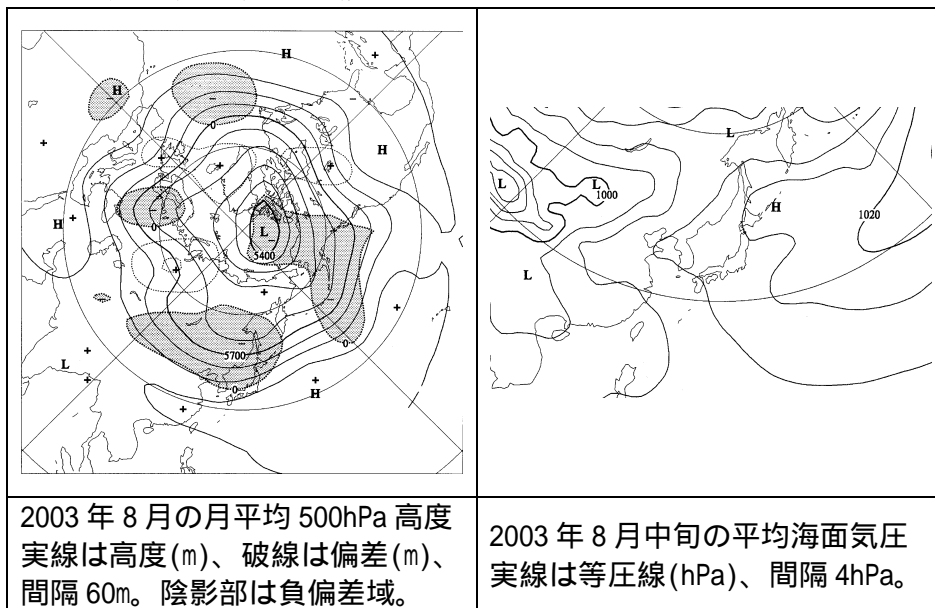 H
+
H
+
-
-
-
0
H
+
+
+
+
-
H
+
0
L
-
5400
+
+
-
+
-
5700
0
0
L
+
+
H
+
+
L
L
L
1000
H
1020
L
2003 年 8 月の月平均 500hPa 高度
実線は高度(m)、破線は偏差(m)、
間隔 60m。陰影部は負偏差域。
2003 年 8 月中旬の平均海面気圧
実線は等圧線(hPa)、間隔 4hPa。